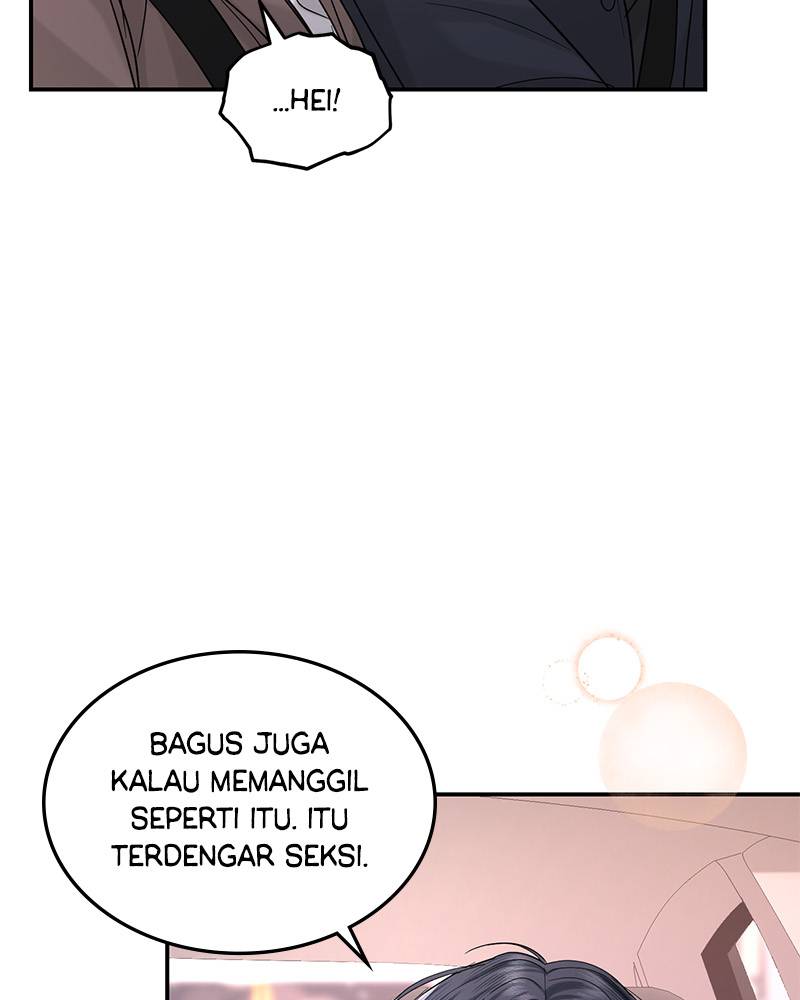 ...HEI!
BAGUS JUGA
KALAU MEMANGGIL
SEPERTI ITU. ITU
TERDENGAR SEKSI.